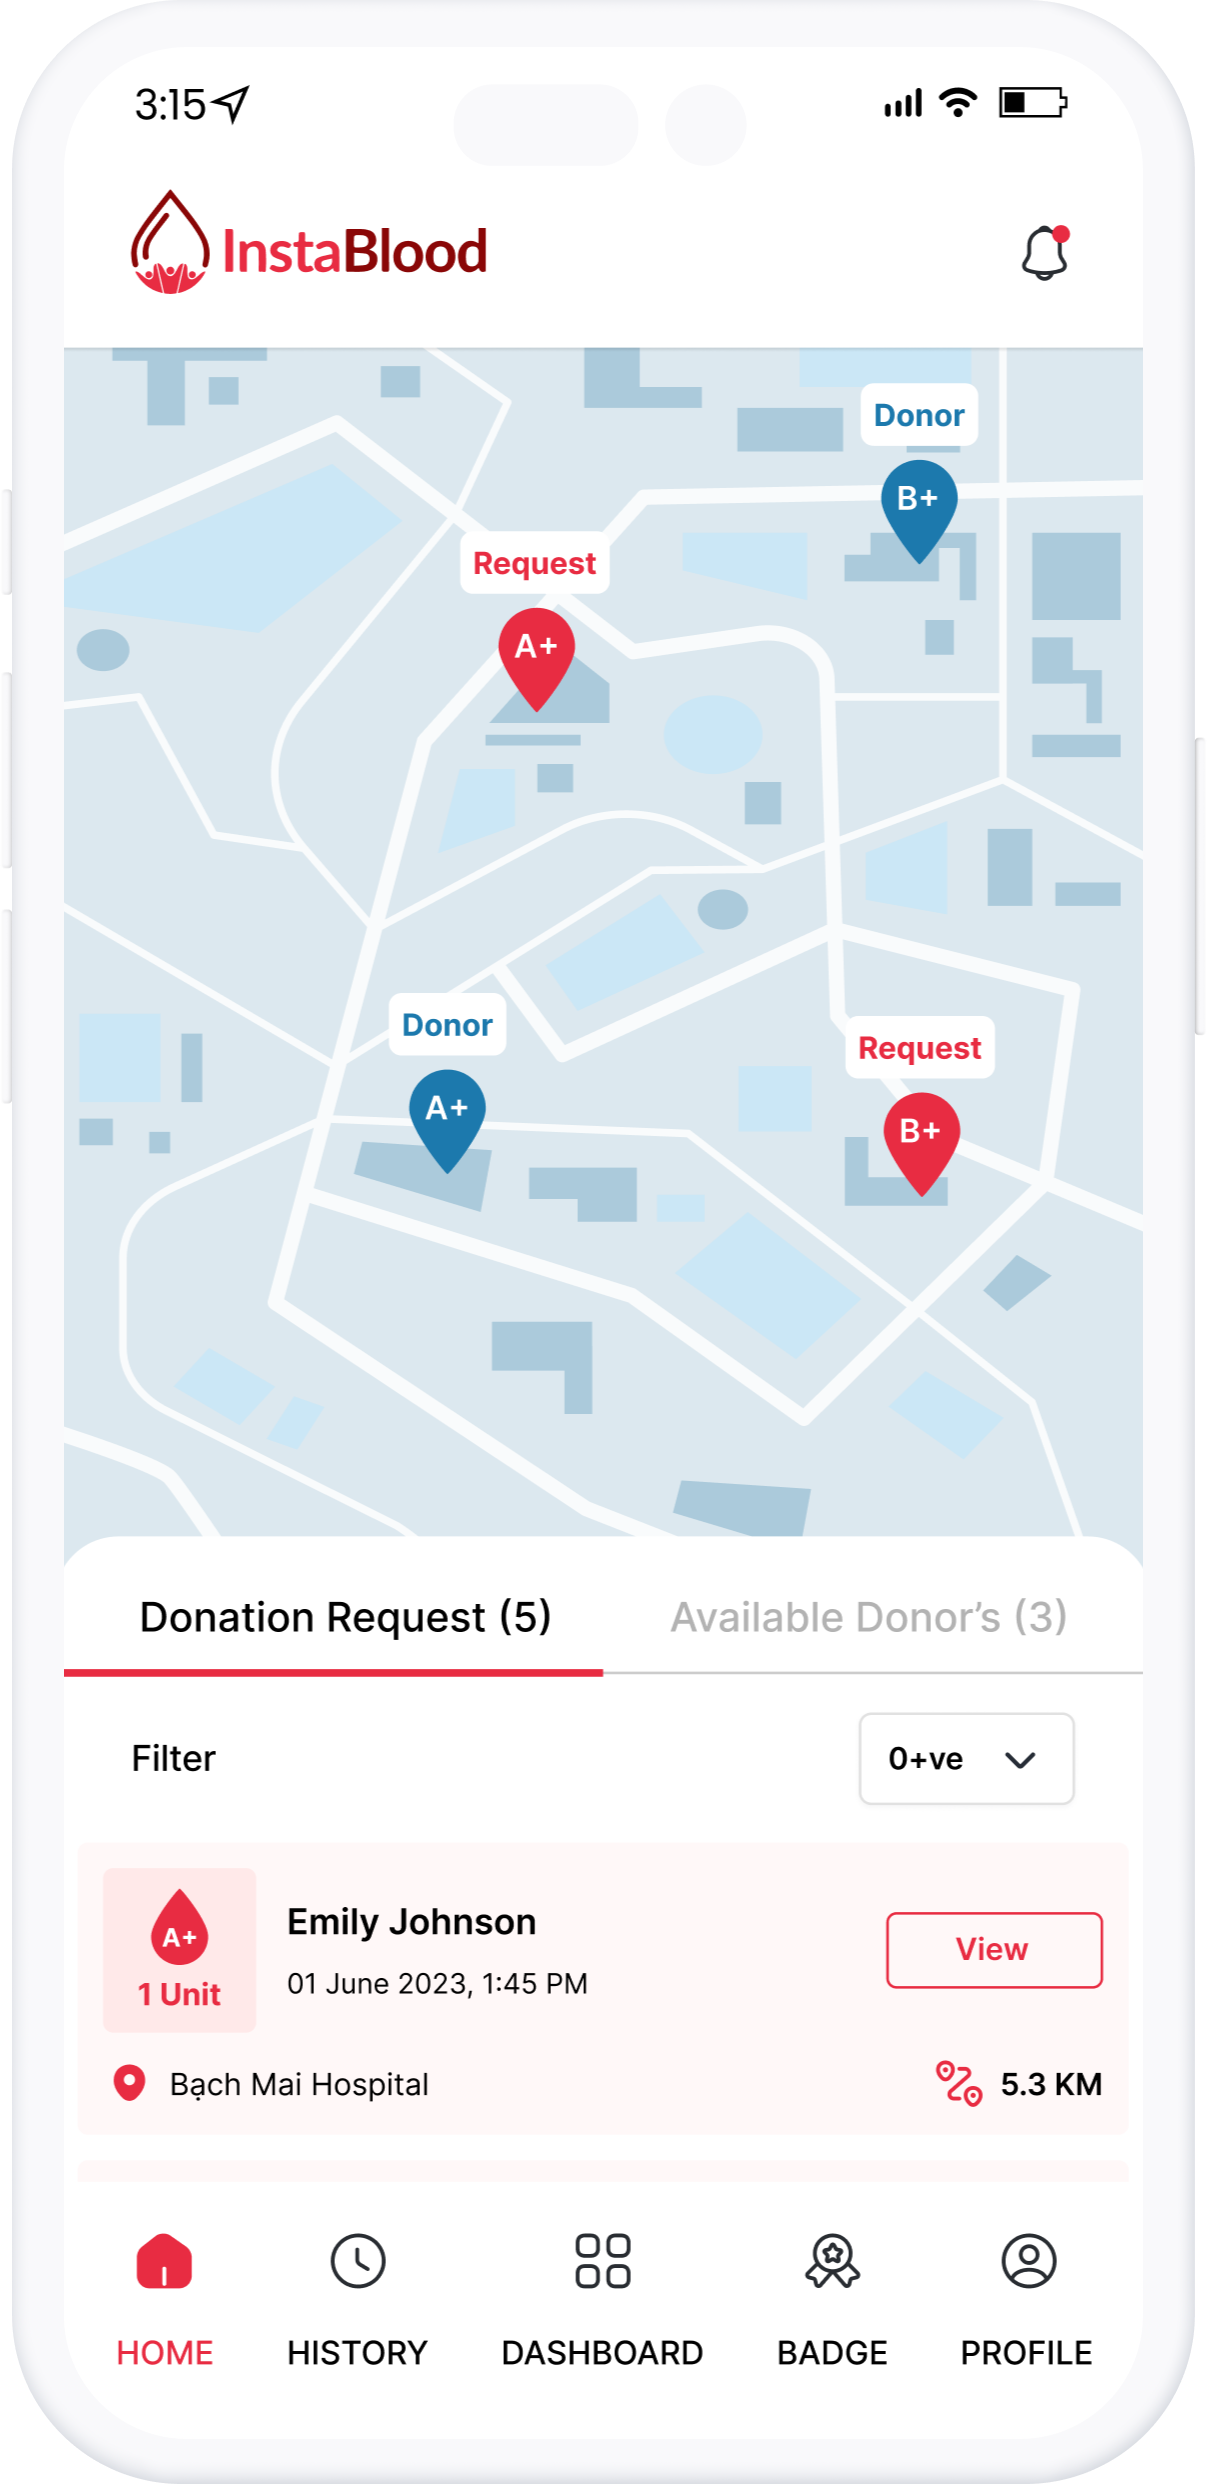 3:15
InstaBlood
Donor
B+
Request
A+
Donor
A+
Request
B+
Donation Request (5)
Available Donor’s (3)
Filter
0+ve
A+
1 Unit
Emily Johnson
01 June 2023, 1:45 PM
View
Bạch Mai Hospital
5.3 KM
HOME
HISTORY
DASHBOARD
BADGE
PROFILE